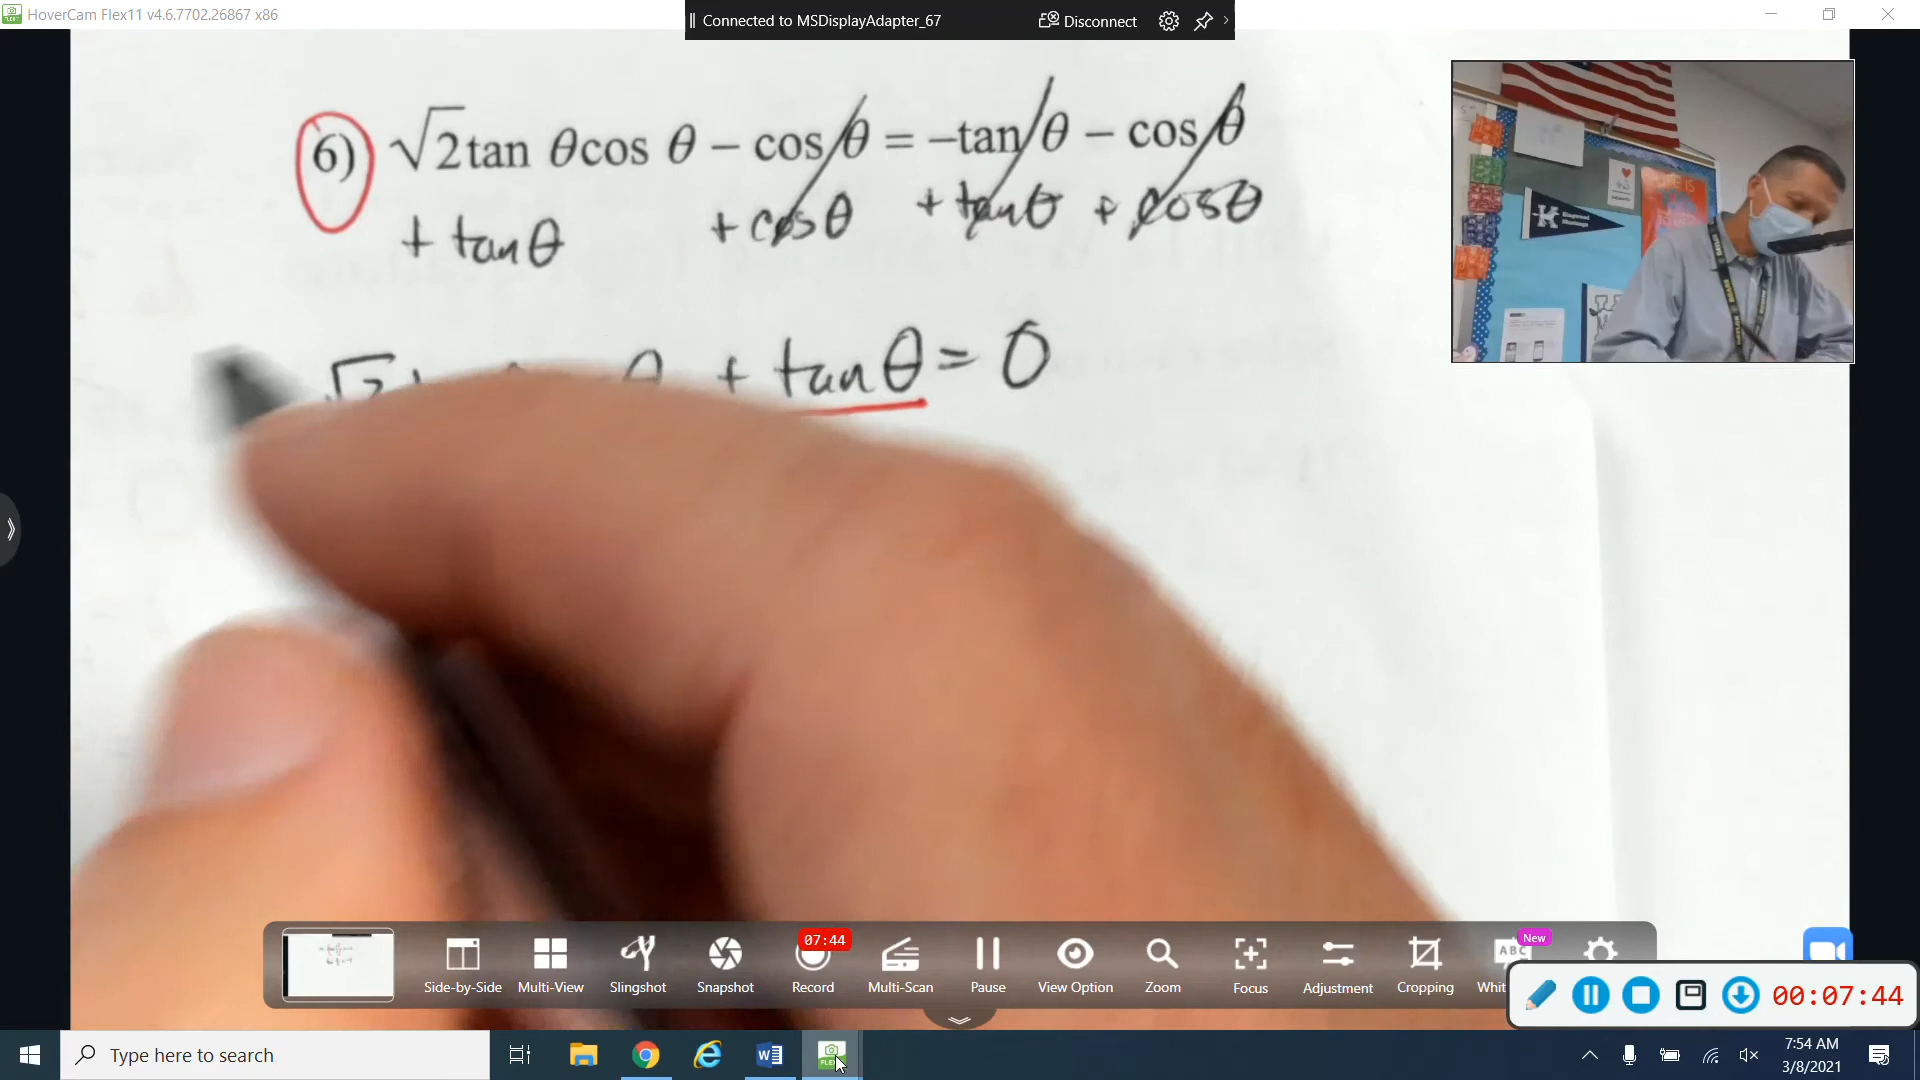 HoverCam Flex11 v4.6.7702.26867 x86
Connected to MSDisplayAdapter_67 Disconnect
6) √2tan θcos θ − cos θ = −tan θ − cos θ
+ tan θ + cos θ + tan θ + cos θ
θ + tan θ = 0
07:44
New
Side-by-Side Multi-View Slingshot Snapshot Record Multi-Scan Pause View Option Zoom Focus Adjustment Cropping
00:07:44
Type here to search
7:54 AM
3/8/2021